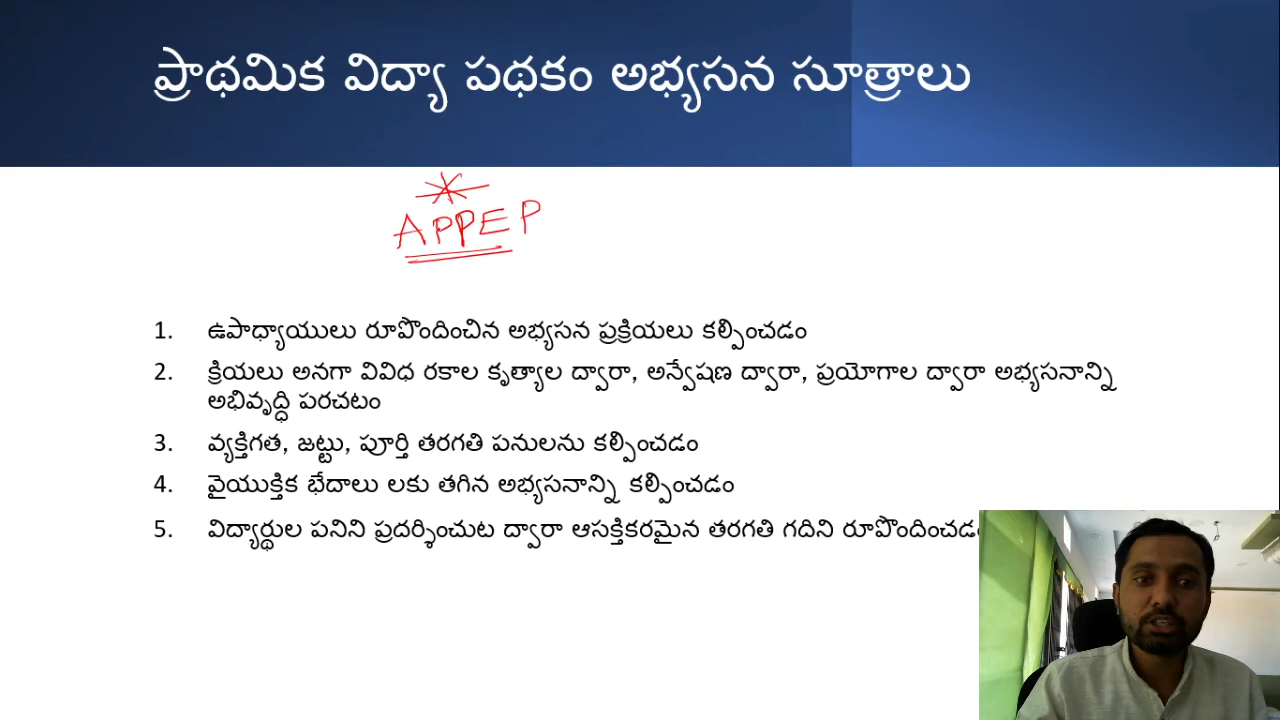 ప్రాథమిక విద్యా పథకం అభ్యసన సూత్రాలు
APPEP
1. ఉపాధ్యాయులు రూపొందించిన అభ్యసన ప్రక్రియలు కల్పించడం
2. క్రియలు అనగా వివిధ రకాల కృత్యాల ద్వారా, అన్వేషణ ద్వారా, ప్రయోగాల ద్వారా అభ్యసనాన్ని
అభివృద్ధి పరచటం
3. వ్యక్తిగత, జట్టు, పూర్తి తరగతి పనులను కల్పించడం
4. వైయుక్తిక భేదాలు లకు తగిన అభ్యసనాన్ని కల్పించడం
5. విద్యార్థుల పనిని ప్రదర్శించుట ద్వారా ఆసక్తికరమైన తరగతి గదిని రూపొందించడం